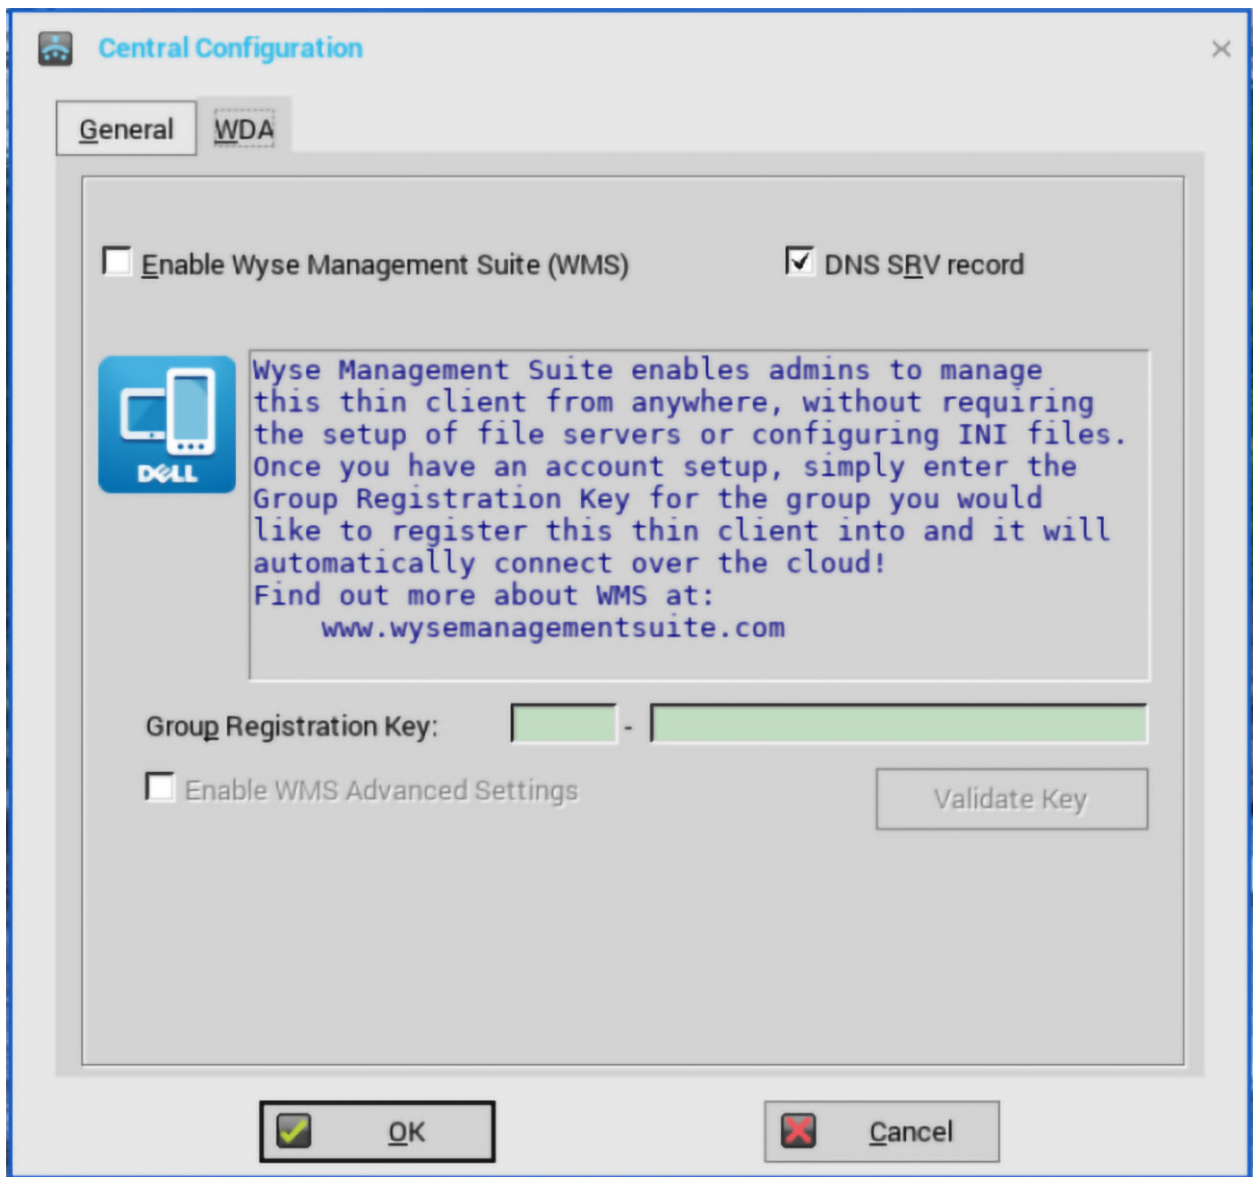 Central Configuration
General WDA
Enable Wyse Management Suite (WMS) DNS SRV record
Wyse Management Suite enables admins to manage
this thin client from anywhere, without requiring
the setup of file servers or configuring INI files.
Once you have an account setup, simply enter the
Group Registration Key for the group you would
like to register this thin client into and it will
automatically connect over the cloud!
Find out more about WMS at:
www.wysemanagementsuite.com
DELL
Group Registration Key: -
Enable WMS Advanced Settings Validate Key
OK Cancel